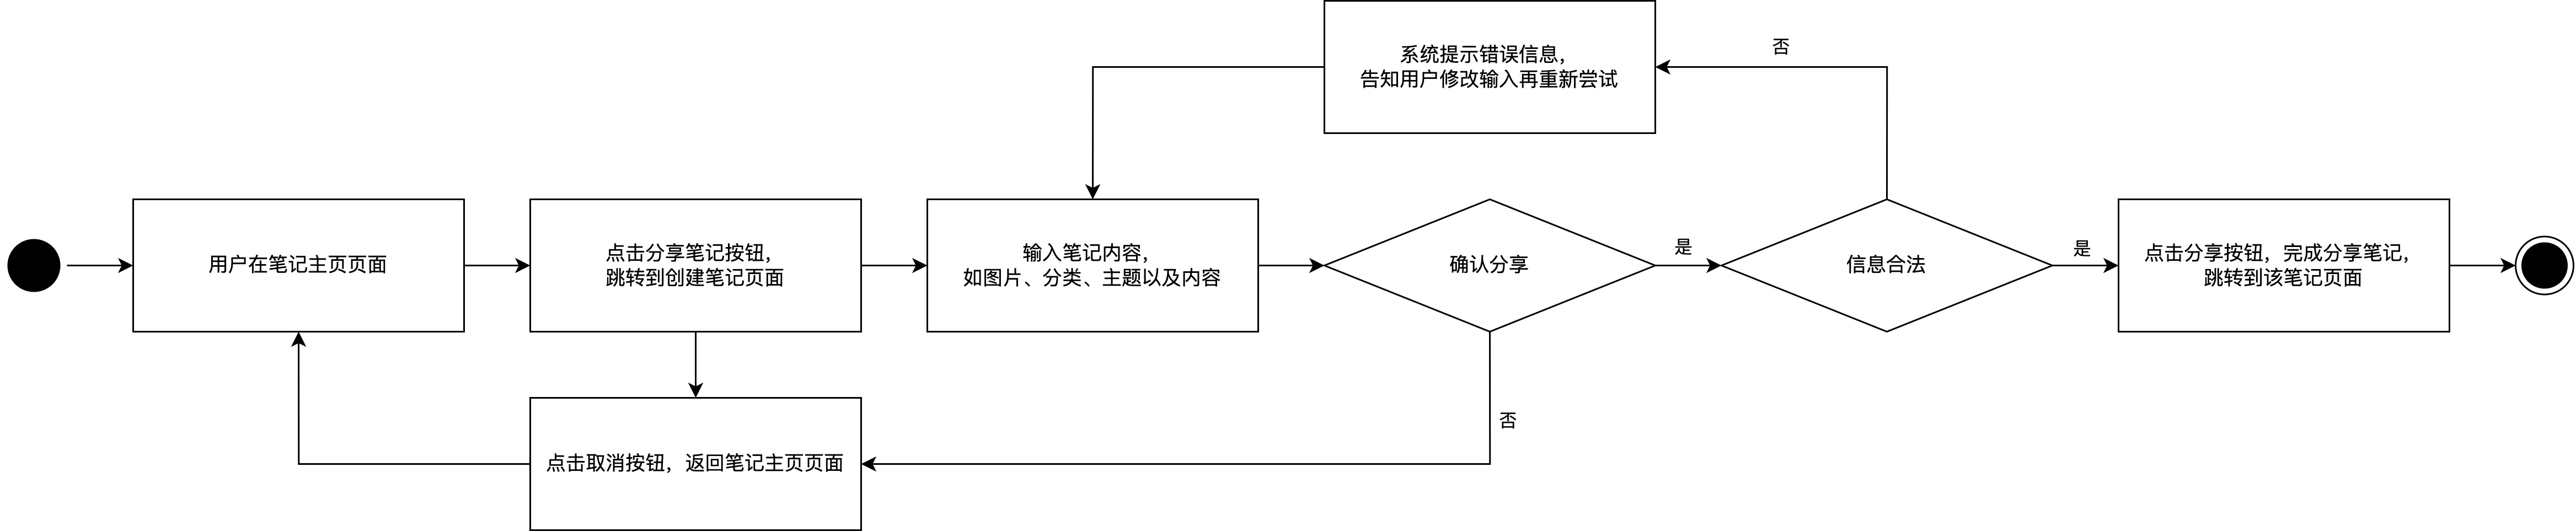 系统提示错误信息，
告知用户修改输入再重新尝试
否
用户在笔记主页页面
点击分享笔记按钮，
跳转到创建笔记页面
输入笔记内容，
如图片、分类、主题以及内容
确认分享
是
信息合法
是
点击分享按钮，完成分享笔记，
跳转到该笔记页面
否
点击取消按钮，返回笔记主页页面